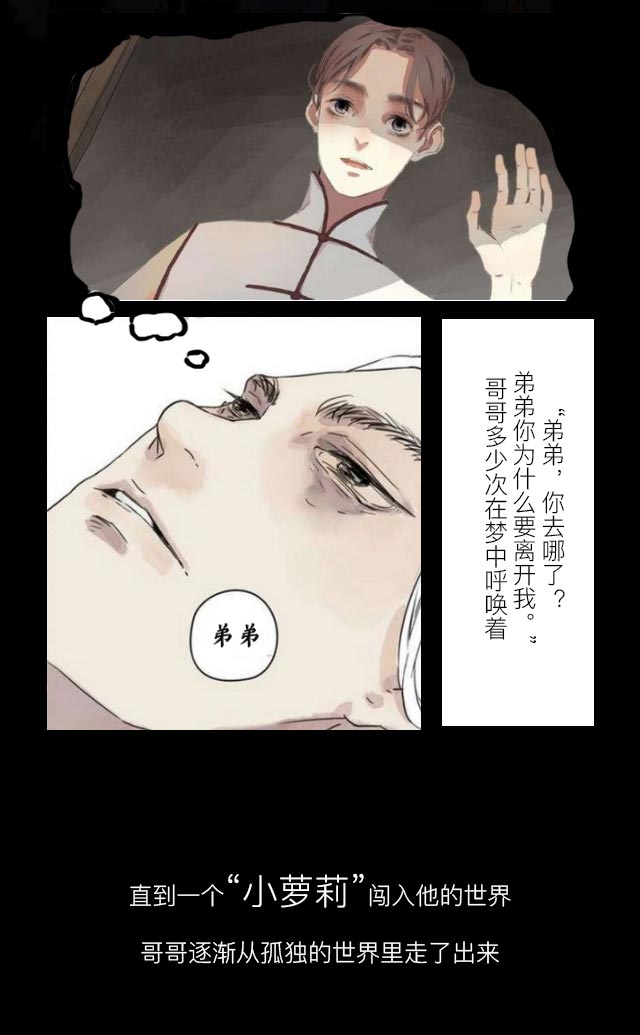 “弟弟，你去哪了？
弟弟你为什么要离开我。”
哥哥多少次在梦中呼唤着
弟弟
直到一个“小萝莉”闯入他的世界
哥哥逐渐从孤独的世界里走了出来